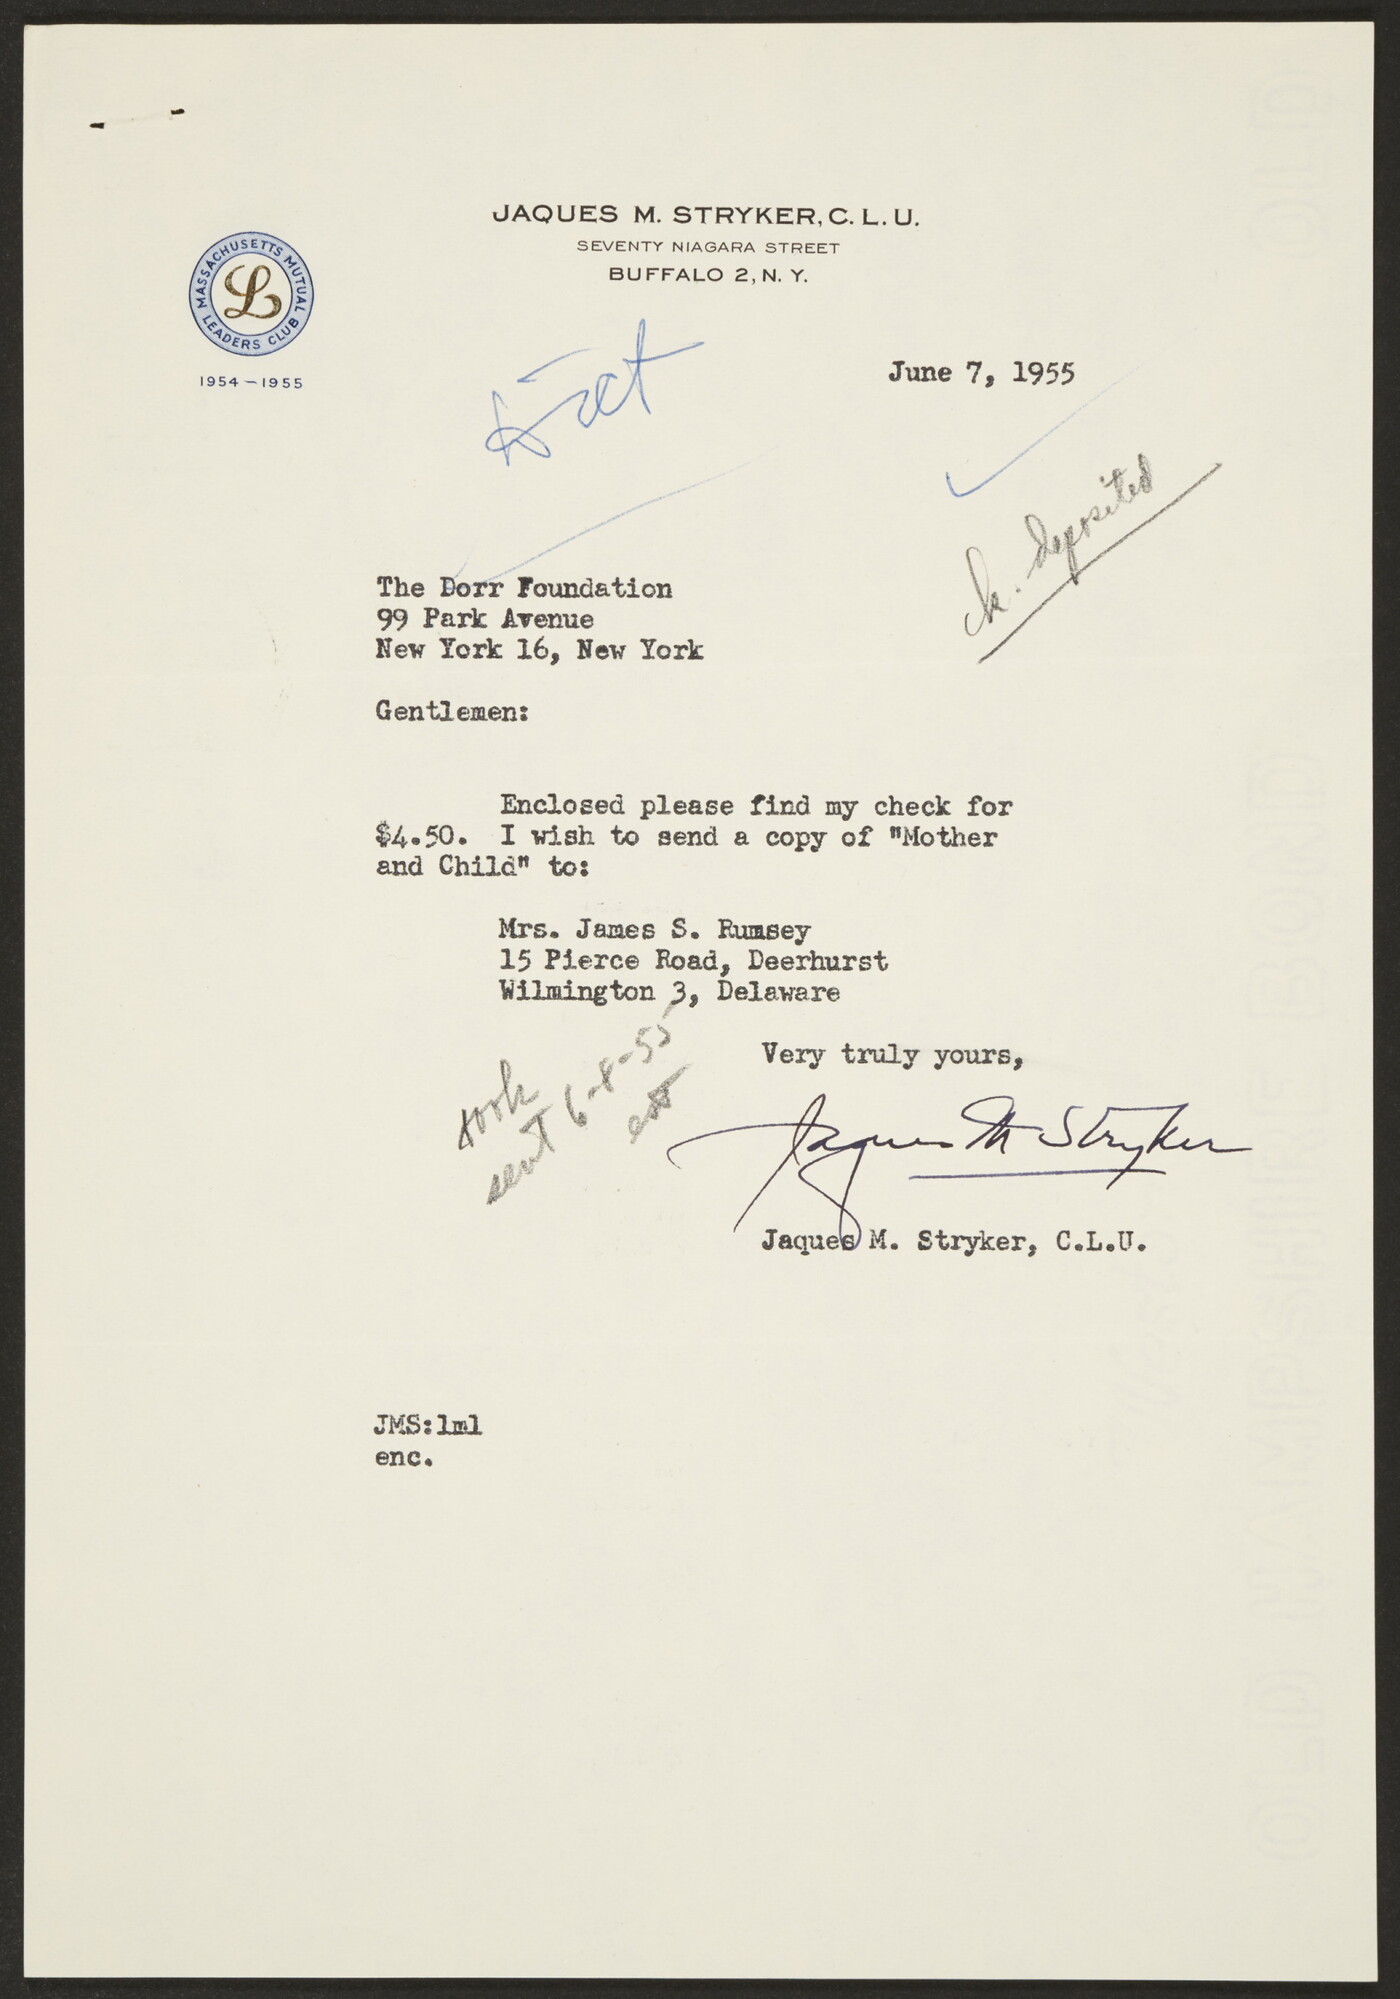 JAQUES M. STRYKER, C. L. U.
SEVENTY NIAGARA STREET
BUFFALO 2, N. Y.
MASSACHUSETTS MUTUAL
LEADERS CLUB
L
1954-1955
June 7, 1955
ck. deposited
The Dorr Foundation
99 Park Avenue
New York 16, New York
Gentlemen:
Enclosed please find my check for
$4.50. I wish to send a copy of "Mother
and Child" to:
Mrs. James S. Rumsey
15 Pierce Road, Deerhurst
Wilmington 3, Delaware
sent 6-8-55
Very truly yours,
Jaques M Stryker
Jaques M. Stryker, C.L.U.
JMS:lml
enc.